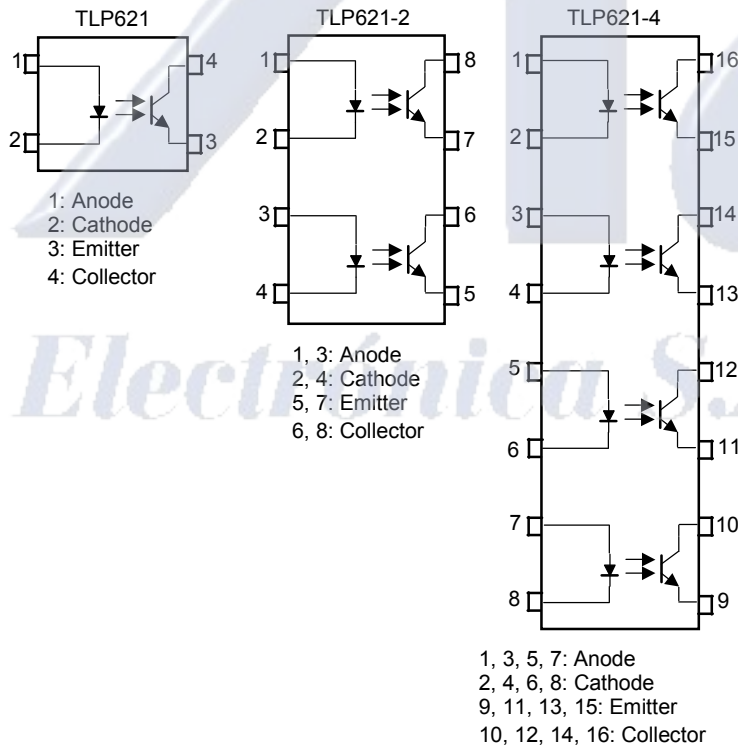 TLP621
1
4
2
3
1: Anode
2: Cathode
3: Emitter
4: Collector
TLP621-2
1
8
2
7
3
6
4
5
1, 3: Anode
2, 4: Cathode
5, 7: Emitter
6, 8: Collector
TLP621-4
1
16
2
15
3
14
4
13
5
12
6
11
7
10
8
9
1, 3, 5, 7: Anode
2, 4, 6, 8: Cathode
9, 11, 13, 15: Emitter
10, 12, 14, 16: Collector
Electrónica S.